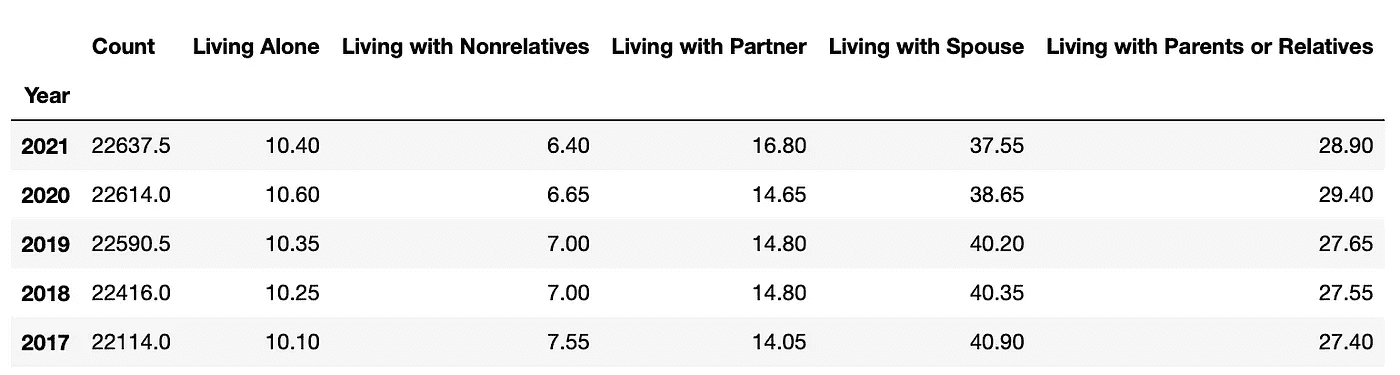 Count Living Alone Living with Nonrelatives Living with Partner Living with Spouse Living with Parents or Relatives
Year
2021 22637.5 10.40 6.40 16.80 37.55 28.90
2020 22614.0 10.60 6.65 14.65 38.65 29.40
2019 22590.5 10.35 7.00 14.80 40.20 27.65
2018 22416.0 10.25 7.00 14.80 40.35 27.55
2017 22114.0 10.10 7.55 14.05 40.90 27.40